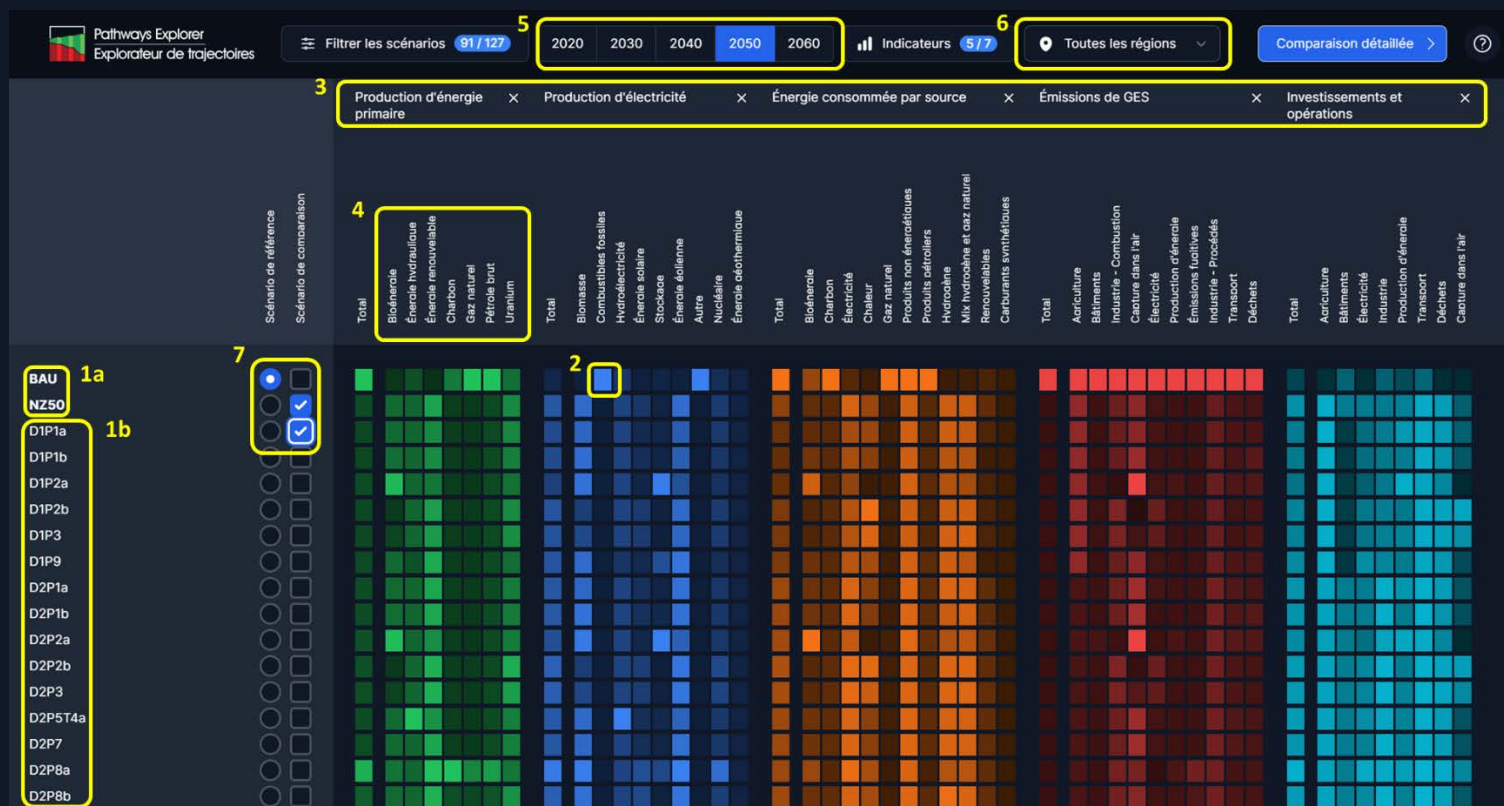 Pathways Explorer
Explorateur de trajectoires
Filtrer les scénarios 91 / 127
5
2020 2030 2040 2050 2060
Indicateurs 5 / 7
6
Toutes les régions
Comparaison détaillée
?
3
Production d'énergie primaire
Production d'électricité
Énergie consommée par source
Émissions de GES
Investissements et opérations
4
Scénario de référence
Scénario de comparaison
Total
Bioénergie
Énergie hydraulique
Énergie renouvelable
Charbon
Gaz naturel
Pétrole brut
Uranium
Total
Biomasse
Combustibles fossiles
Hydroélectricité
Énergie solaire
Stockage
Énergie éolienne
Autre
Nucléaire
Énergie géothermique
Total
Bioénergie
Charbon
Électricité
Chaleur
Gaz naturel
Produits non énergétiques
Produits pétroliers
Hydrogène
Mix hydrogène et gaz naturel
Renouvelables
Carburants synthétiques
Total
Agriculture
Bâtiments
Industrie - Combustion
Capture dans l'air
Électricité
Production d'énergie
Émissions fugitives
Industrie - Procédés
Transport
Déchets
Total
Agriculture
Bâtiments
Électricité
Industrie
Production d'énergie
Transport
Déchets
Capture dans l'air
7
2
BAU
1a
NZ50
D1P1a
1b
D1P1b
D1P2a
D1P2b
D1P3
D1P9
D2P1a
D2P1b
D2P2a
D2P2b
D2P3
D2P5T4a
D2P7
D2P8a
D2P8b